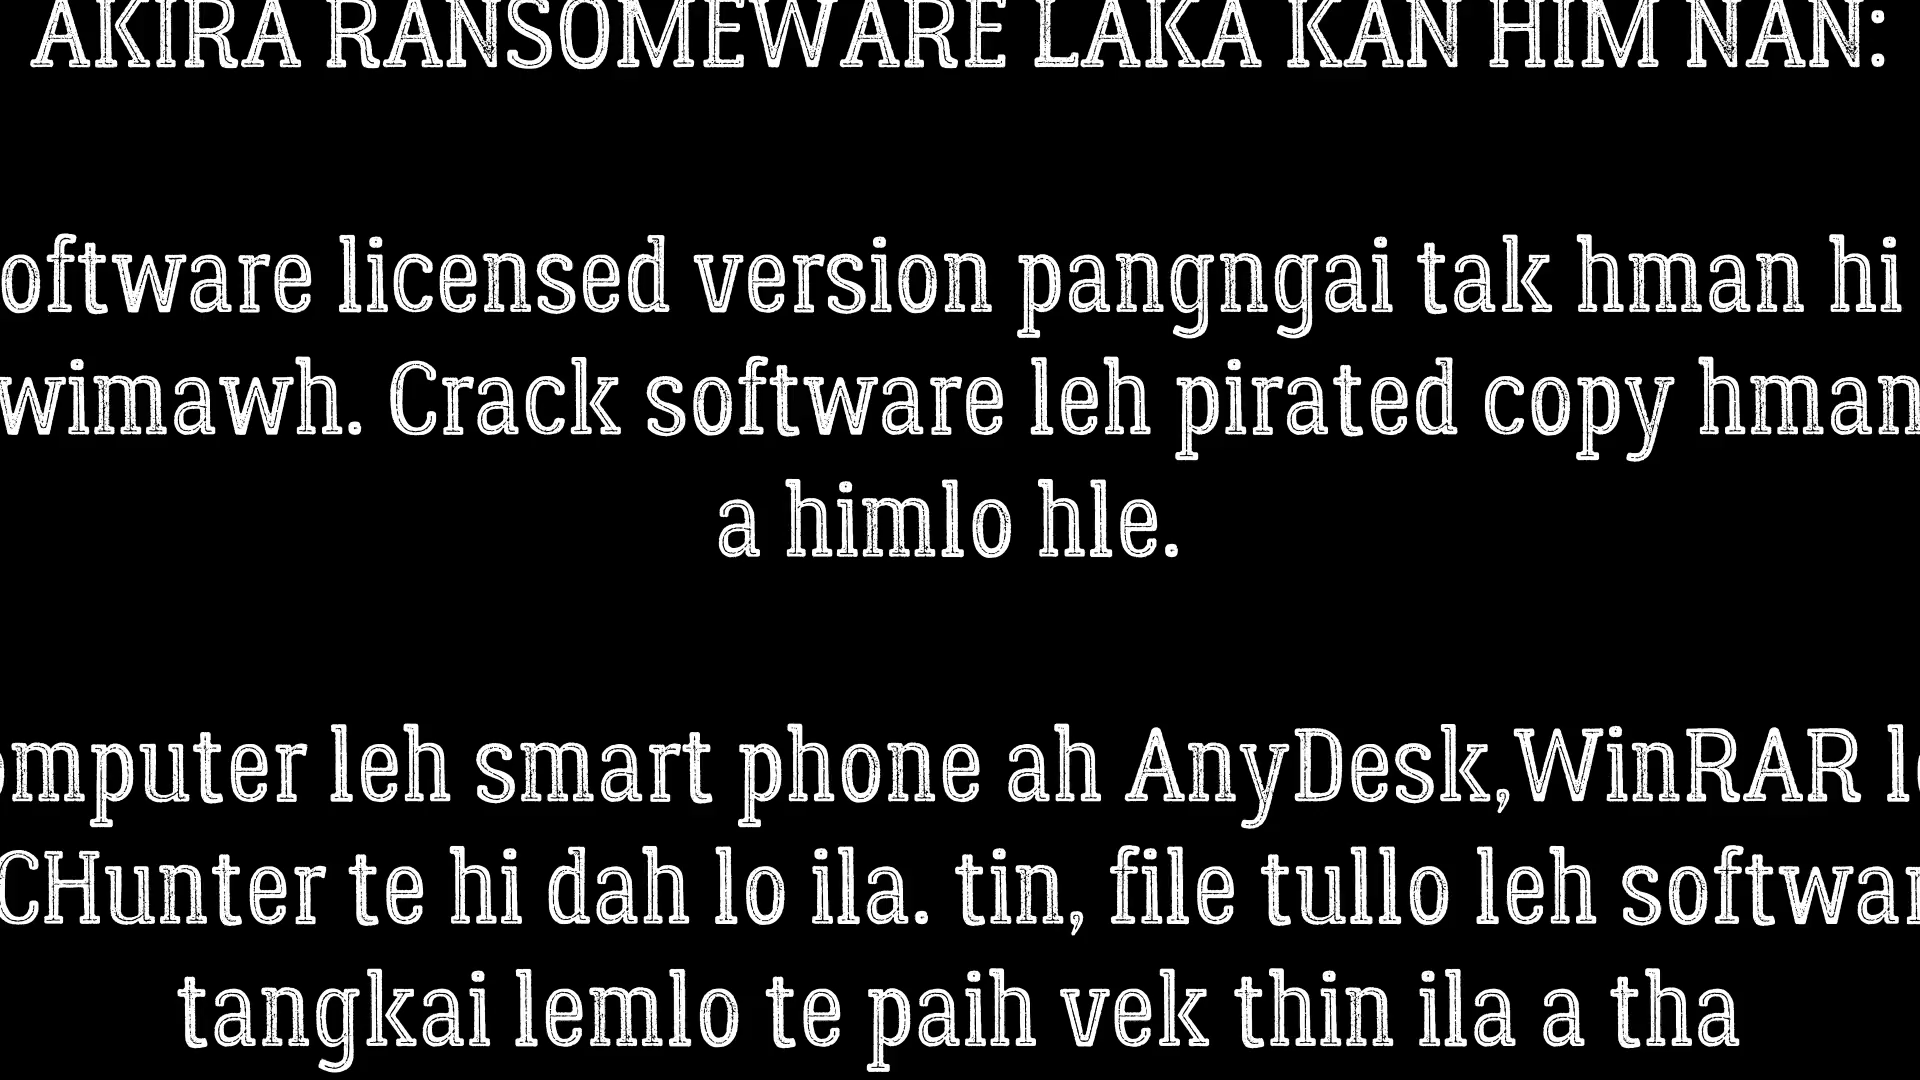 AKIRA RANSOMEWARE LAKA KAN HIM NAN:
oftware licensed version pangngai tak hman hi
wimawh. Crack software leh pirated copy hman
a himlo hle.
omputer leh smart phone ah AnyDesk,WinRAR
CHunter te hi dah lo ila. tin, file tullo leh softwar
tangkai lemlo te paih vek thin ila a tha